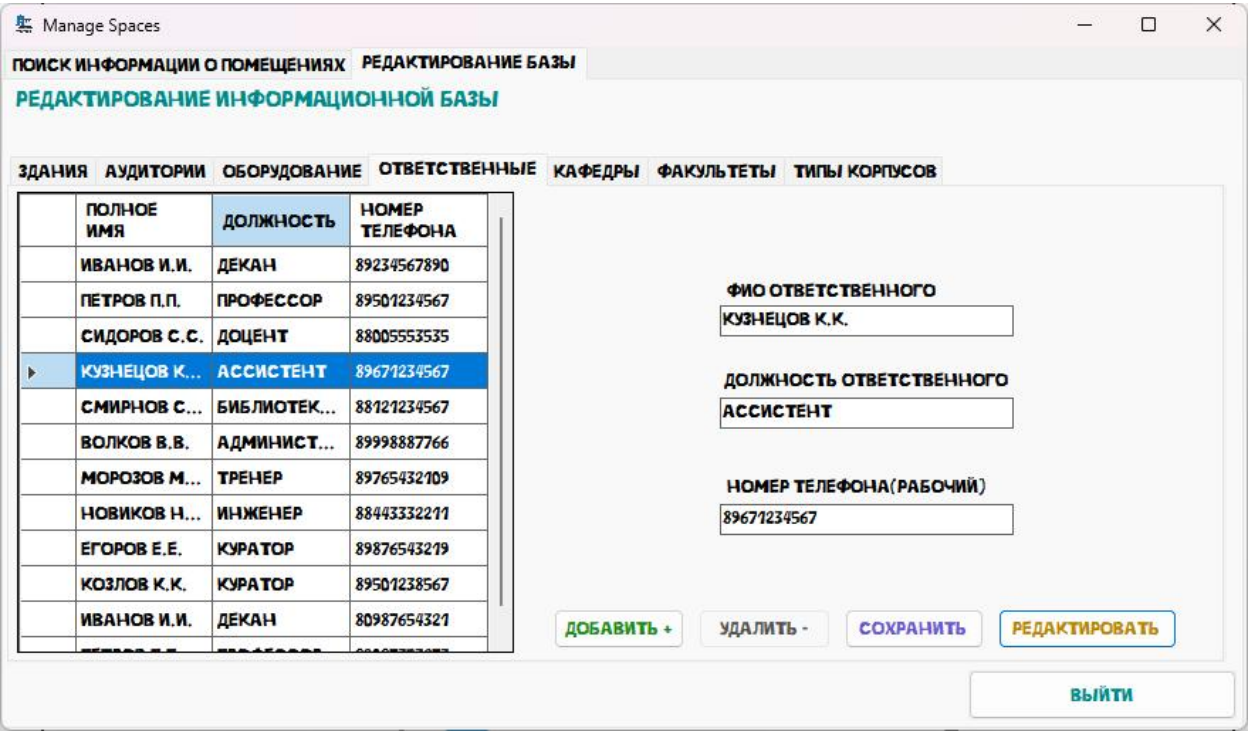 Manage Spaces
ПОИСК ИНФОРМАЦИИ О ПОМЕЩЕНИЯХ РЕДАКТИРОВАНИЕ БАЗЫ
РЕДАКТИРОВАНИЕ ИНФОРМАЦИОННОЙ БАЗЫ
ЗДАНИЯ АУДИТОРИИ ОБОРУДОВАНИЕ ОТВЕТСТВЕННЫЕ КАФЕДРЫ ФАКУЛЬТЕТЫ ТИПЫ КОРПУСОВ
ПОЛНОЕ ИМЯ ДОЛЖНОСТЬ НОМЕР ТЕЛЕФОНА
ИВАНОВ И.И. ДЕКАН 89234567890
ПЕТРОВ П.П. ПРОФЕССОР 89501234567
СИДОРОВ С.С. ДОЦЕНТ 88005553535
КУЗНЕЦОВ К... АССИСТЕНТ 89671234567
СМИРНОВ С... БИБЛИОТЕК... 88121234567
ВОЛКОВ В.В. АДМИНИСТ... 89998887766
МОРОЗОВ М... ТРЕНЕР 89765432109
НОВИКОВ Н... ИНЖЕНЕР 88443332211
ЕГОРОВ Е.Е. КУРАТОР 89876543219
КОЗЛОВ К.К. КУРАТОР 89501238567
ИВАНОВ И.И. ДЕКАН 80987654321
ФИО ОТВЕТСТВЕННОГО
КУЗНЕЦОВ К.К.
ДОЛЖНОСТЬ ОТВЕТСТВЕННОГО
АССИСТЕНТ
НОМЕР ТЕЛЕФОНА(РАБОЧИЙ)
89671234567
ДОБАВИТЬ + УДАЛИТЬ - СОХРАНИТЬ РЕДАКТИРОВАТЬ
ВЫЙТИ